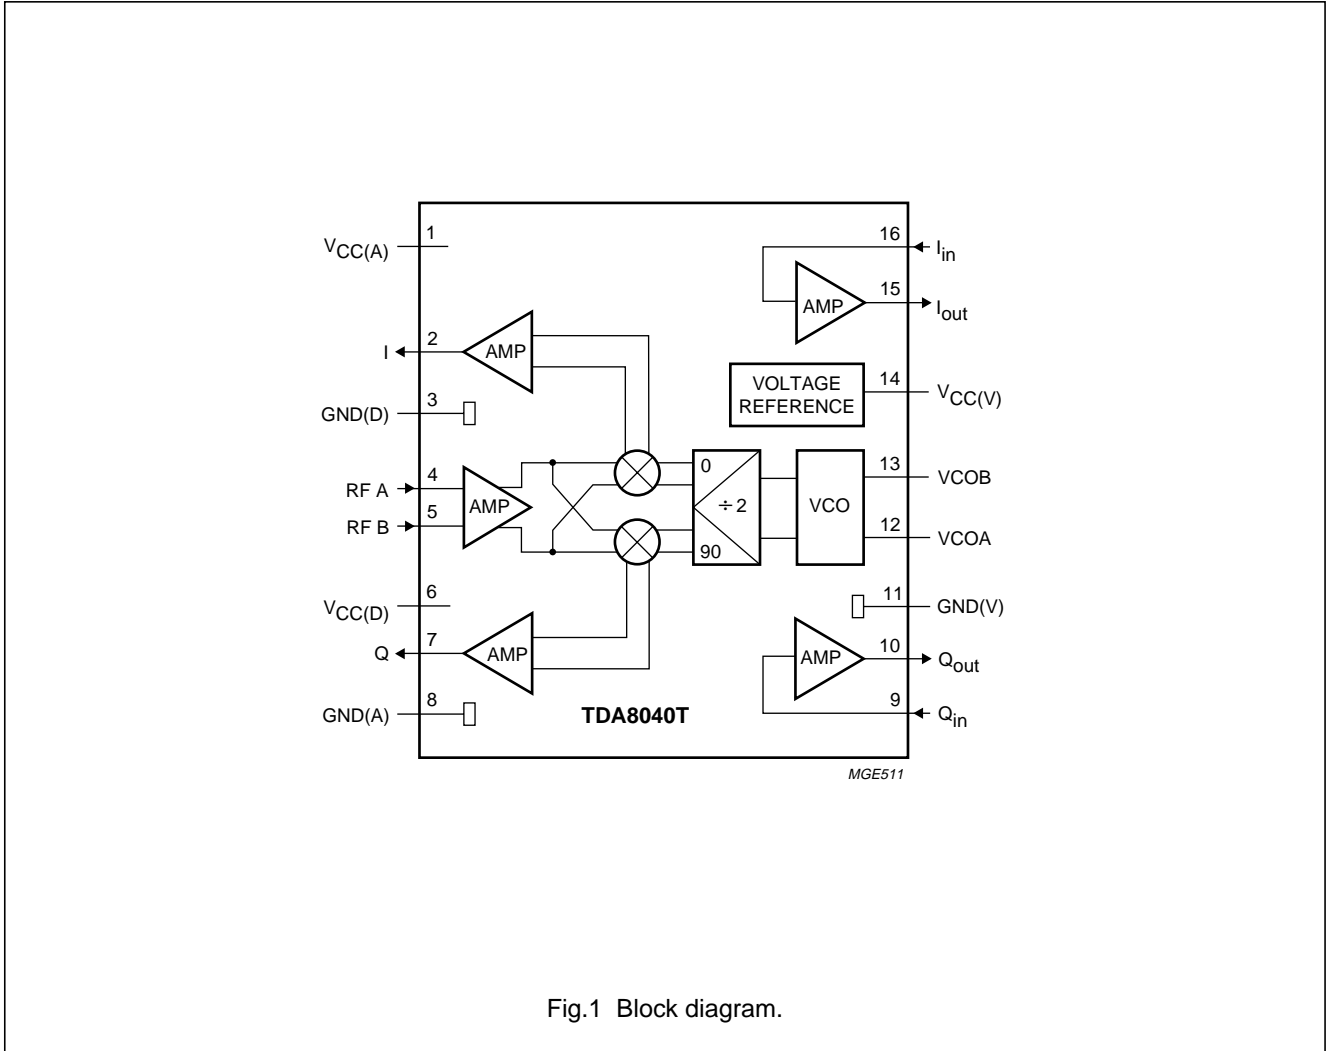 1
VCC(A)
16
Iin
AMP
15
Iout
2
I
AMP
VOLTAGE
REFERENCE
14
VCC(V)
3
GND(D)
4
RF A
5
RF B
AMP
0
÷2
90
VCO
13
VCOB
12
VCOA
6
VCC(D)
11
GND(V)
7
Q
AMP
AMP
10
Qout
8
GND(A)
TDA8040T
9
Qin
MGE511
Fig.1 Block diagram.